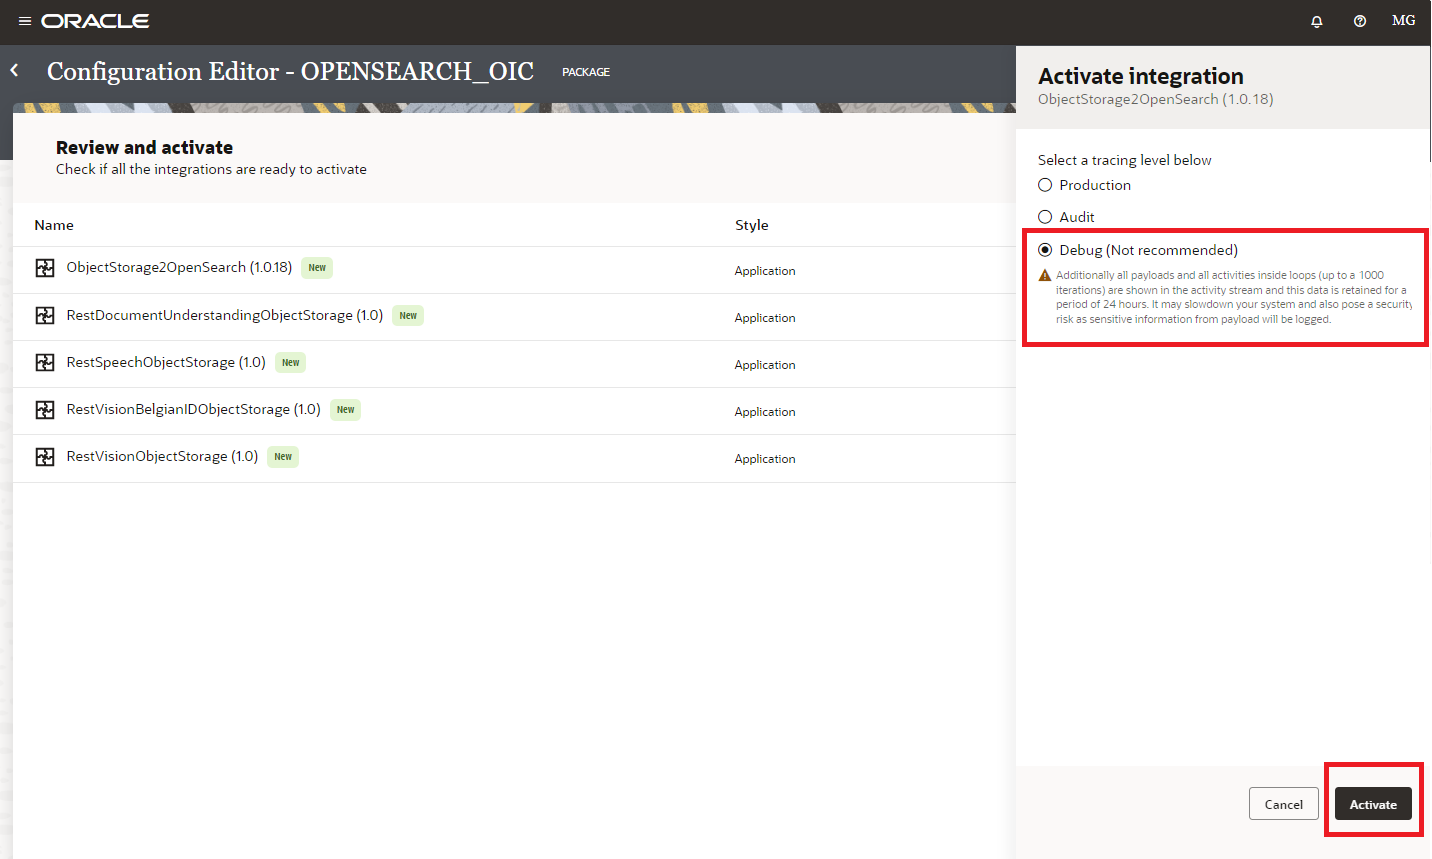 ORACLE
MG
Configuration Editor - OPENSEARCH_OIC
PACKAGE
Review and activate
Check if all the integrations are ready to activate
Name
Style
ObjectStorage2OpenSearch (1.0.18)
New
Application
RestDocumentUnderstandingObjectStorage (1.0)
New
Application
RestSpeechObjectStorage (1.0)
New
Application
RestVisionBelgianIDObjectStorage (1.0)
New
Application
RestVisionObjectStorage (1.0)
New
Application
Activate integration
ObjectStorage2OpenSearch (1.0.18)
Select a tracing level below
Production
Audit
Debug (Not recommended)
Additionally all payloads and all activities inside loops (up to a 1000
iterations) are shown in the activity stream and this data is retained for a
period of 24 hours. It may slowdown your system and also pose a security
risk as sensitive information from payload will be logged.
Cancel
Activate